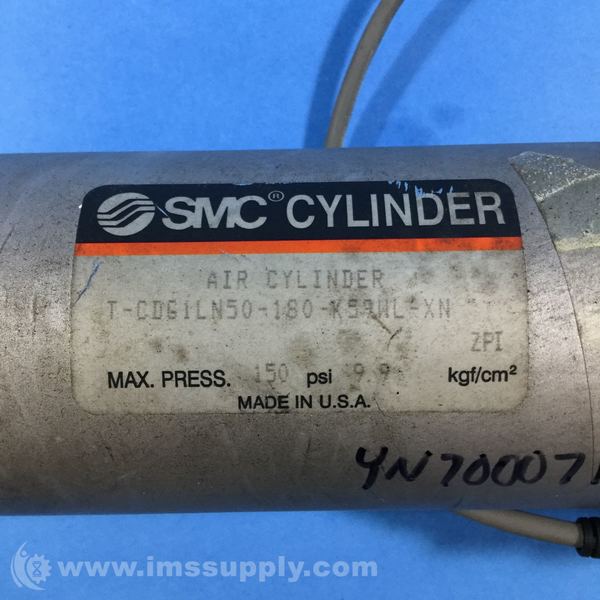 SMC® CYLINDER
AIR CYLINDER
T-CDG1LN50-180-K59WL-XN
ZPI
MAX. PRESS. 150 psi 9.9 kgf/cm²
MADE IN U.S.A.
YN70007
www.imssupply.com